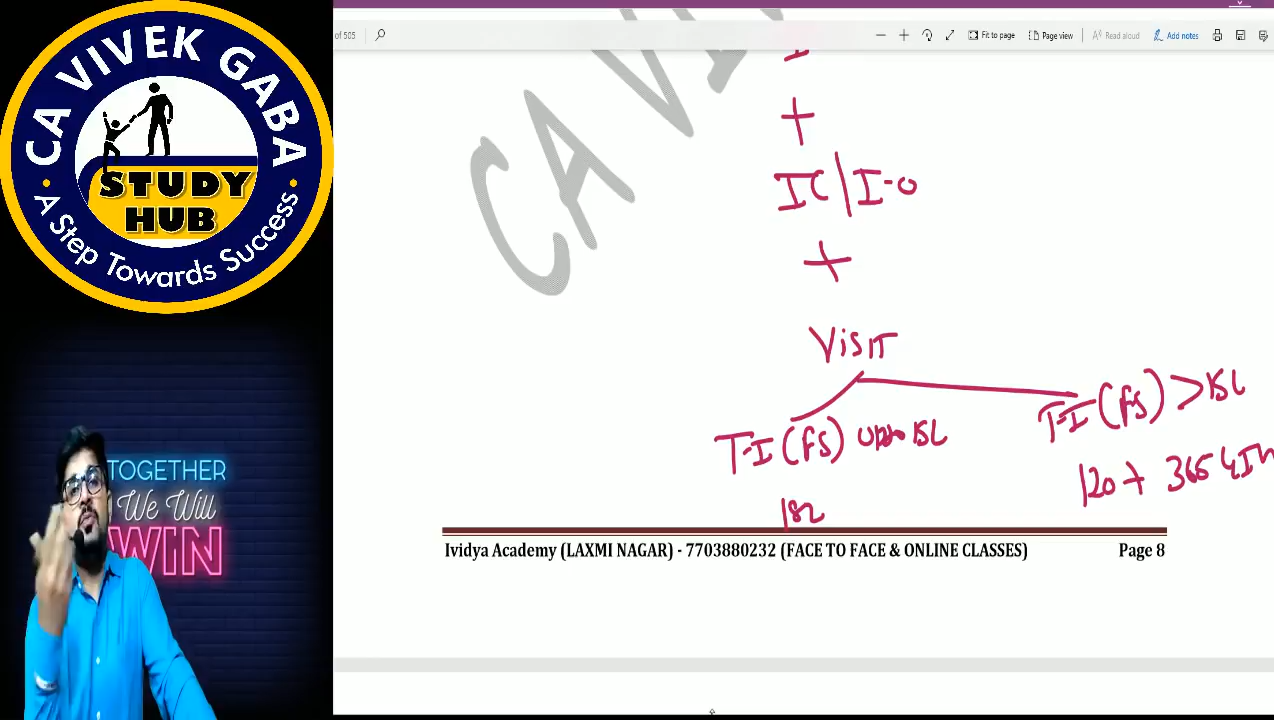 CA VIVEK GABA
STUDY
HUB
A Step Towards Success
of 505
Fit to page
Page view
Read aloud
Add notes
CA VI
I
+
IC | I-O
+
VISIT
T-I (FS) upto 15L
182
T-I (FS) > 15L
120 + 365 4
TOGETHER
We Will
WIN
Ividya Academy (LAXMI NAGAR) - 7703880232 (FACE TO FACE & ONLINE CLASSES)
Page 8